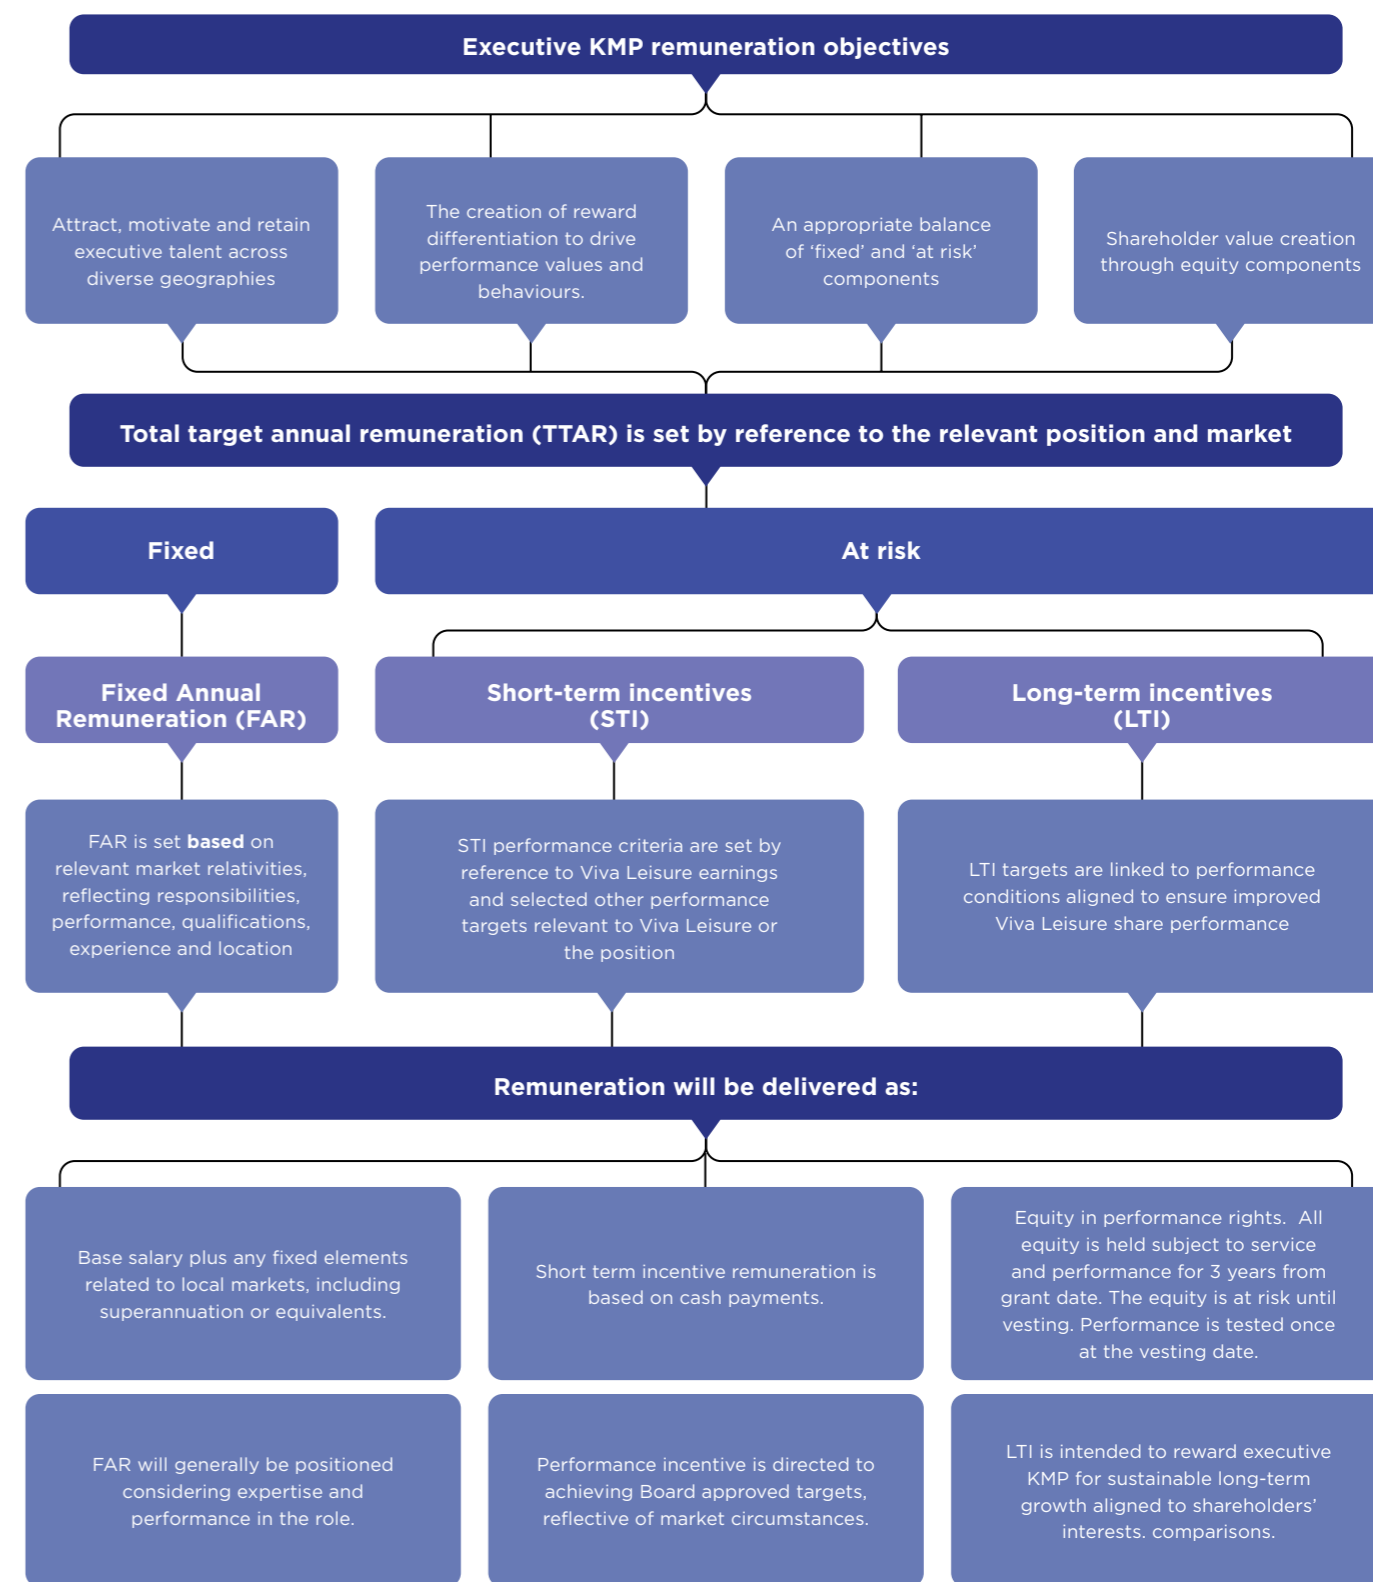 Executive KMP remuneration objectives
Attract, motivate and retain
executive talent across
diverse geographies
The creation of reward
differentiation to drive
performance values and
behaviours.
An appropriate balance
of ‘fixed’ and ‘at risk’
components
Shareholder value creation
through equity components
Total target annual remuneration (TTAR) is set by reference to the relevant position and market
Fixed
At risk
Fixed Annual
Remuneration (FAR)
Short-term incentives
(STI)
Long-term incentives
(LTI)
FAR is set based on
relevant market relativities,
reflecting responsibilities,
performance, qualifications,
experience and location
STI performance criteria are set by
reference to Viva Leisure earnings
and selected other performance
targets relevant to Viva Leisure or
the position
LTI targets are linked to performance
conditions aligned to ensure improved
Viva Leisure share performance
Remuneration will be delivered as:
Base salary plus any fixed elements
related to local markets, including
superannuation or equivalents.
Short term incentive remuneration is
based on cash payments.
Equity in performance rights.  All
equity is held subject to service
and performance for 3 years from
grant date. The equity is at risk until
vesting. Performance is tested once
at the vesting date.
FAR will generally be positioned
considering expertise and
performance in the role.
Performance incentive is directed to
achieving Board approved targets,
reflective of market circumstances.
LTI is intended to reward executive
KMP for sustainable long-term
growth aligned to shareholders’
interests. comparisons.